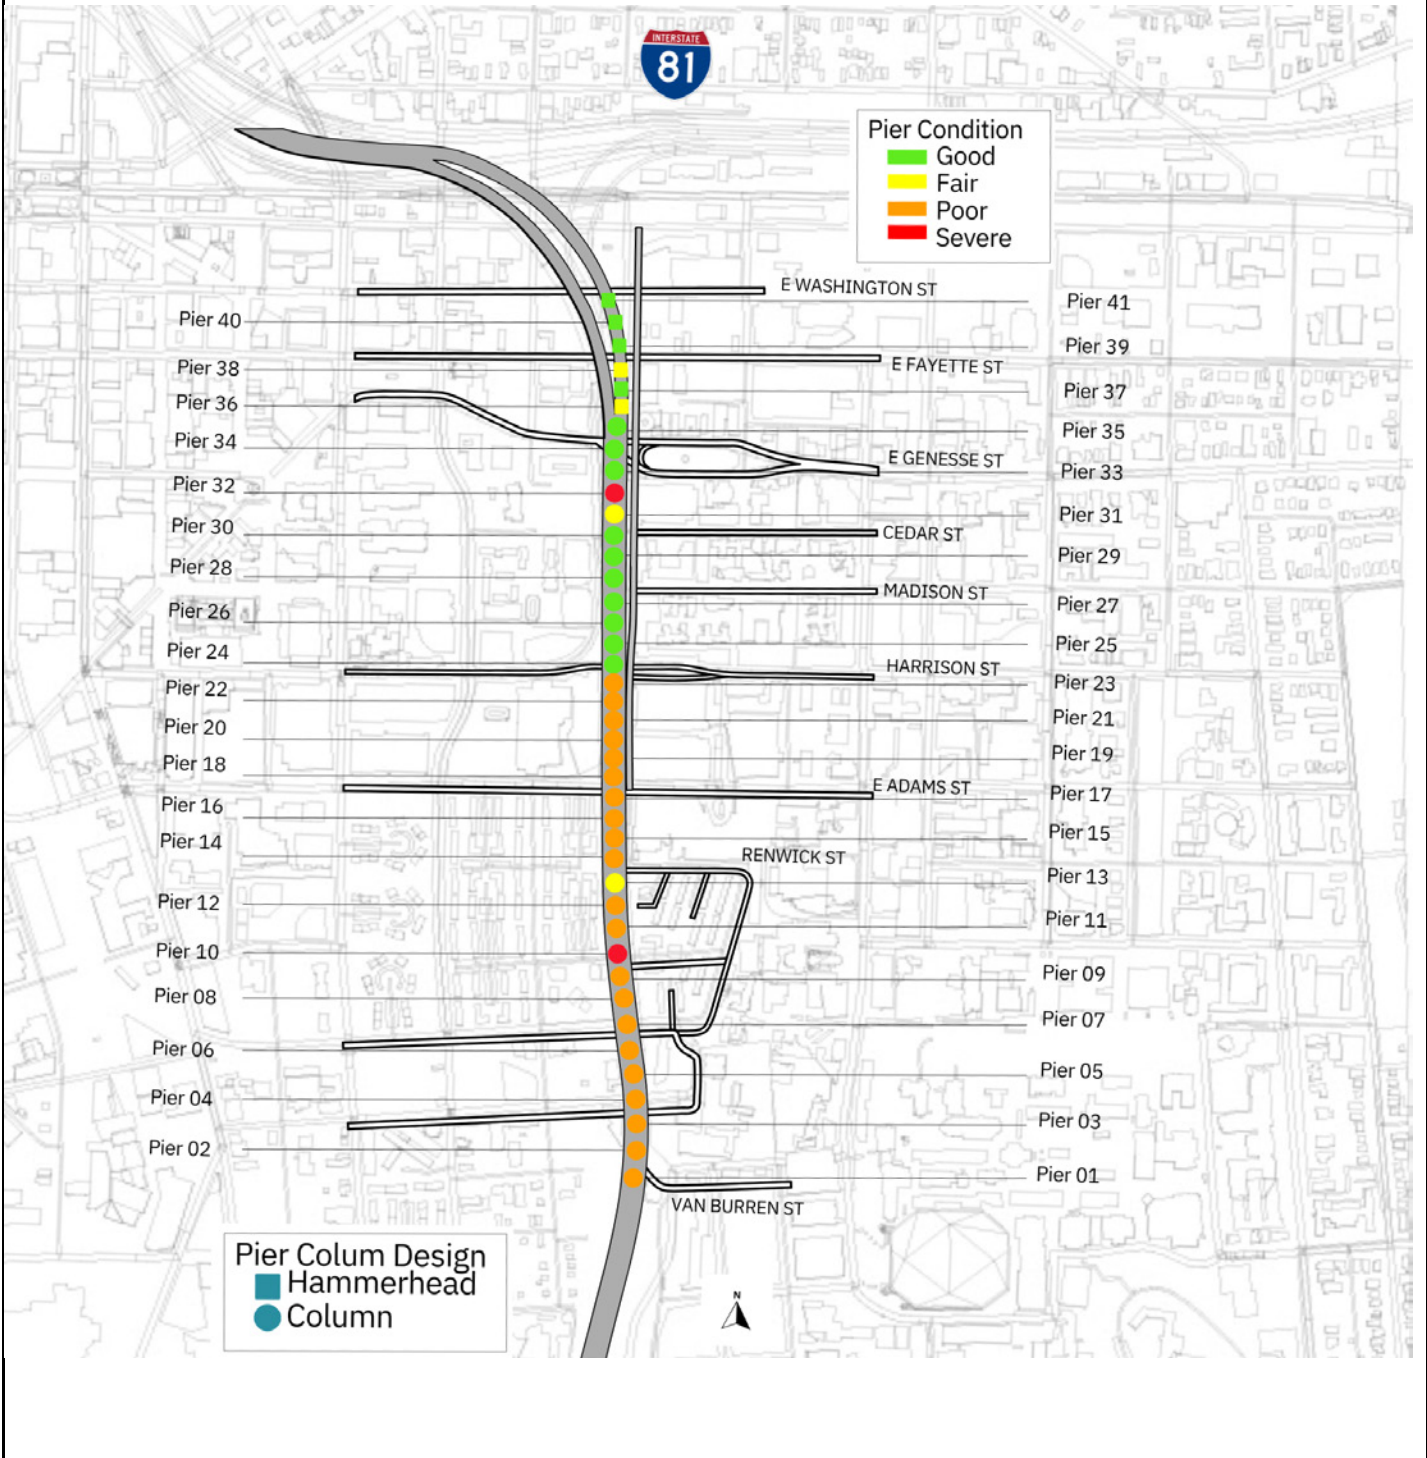 INTERSTATE
81
Pier Condition
Good
Fair
Poor
Severe
E WASHINGTON ST
Pier 41
Pier 40
Pier 39
E FAYETTE ST
Pier 38
Pier 37
Pier 36
Pier 35
Pier 34
E GENESSE ST
Pier 33
Pier 32
Pier 31
Pier 30
CEDAR ST
Pier 29
Pier 28
MADISON ST
Pier 27
Pier 26
Pier 25
Pier 24
HARRISON ST
Pier 23
Pier 22
Pier 21
Pier 20
Pier 19
Pier 18
E ADAMS ST
Pier 17
Pier 16
Pier 15
Pier 14
RENWICK ST
Pier 13
Pier 12
Pier 11
Pier 10
Pier 09
Pier 08
Pier 07
Pier 06
Pier 05
Pier 04
Pier 03
Pier 02
Pier 01
VAN BURREN ST
Pier Colum Design
Hammerhead
Column
N